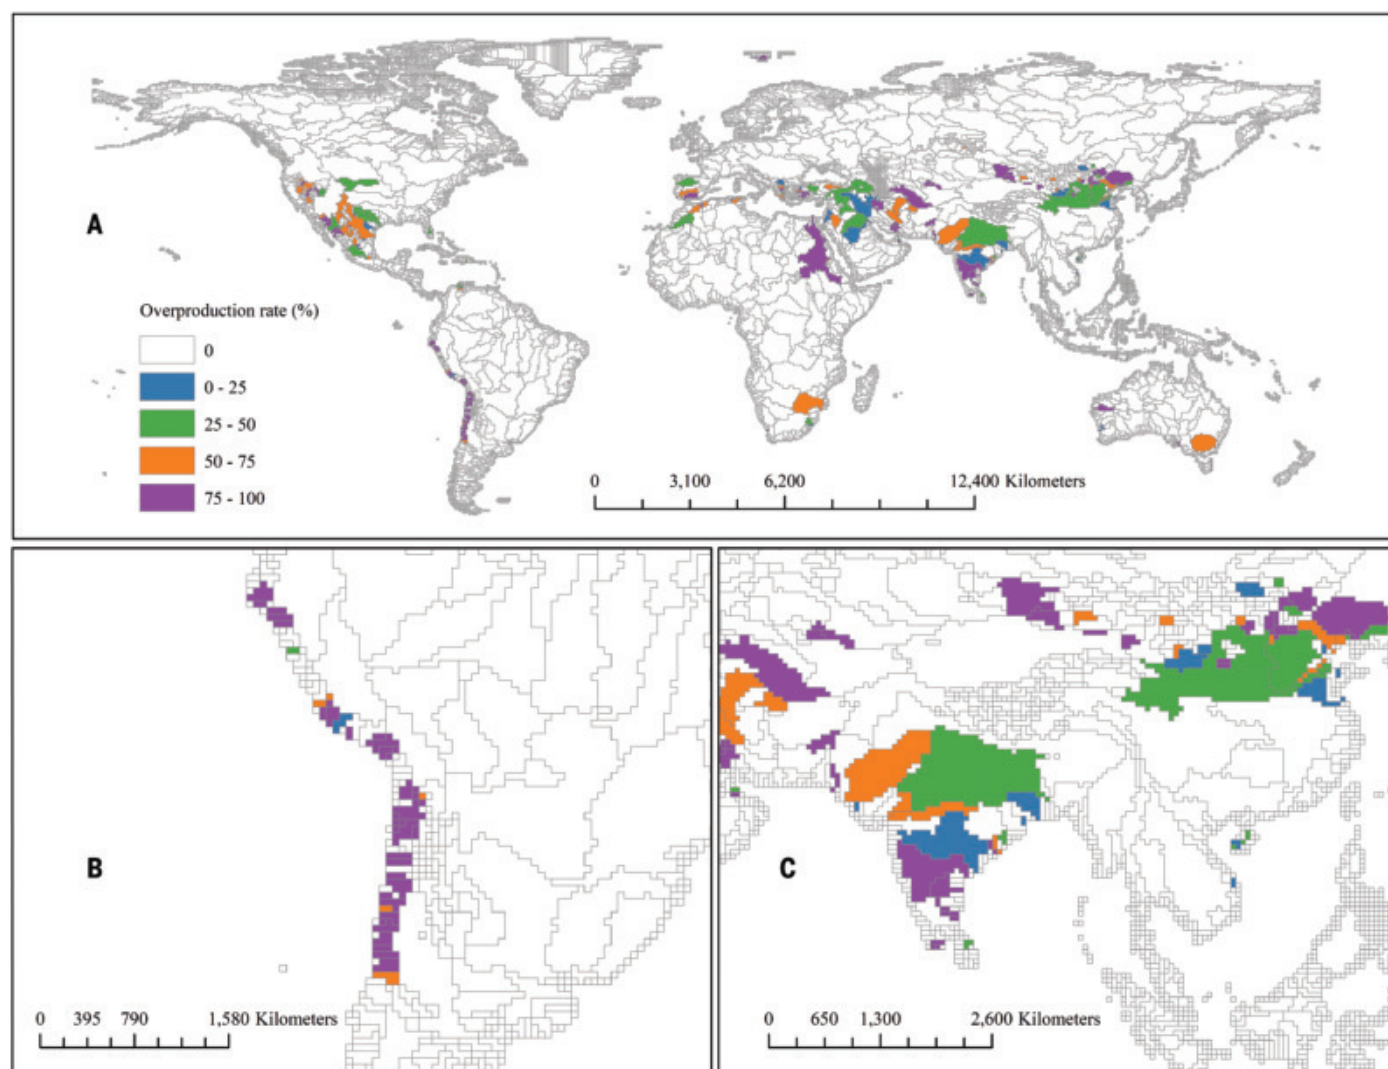 A
Overproduction rate (%)
0
0 - 25
25 - 50
50 - 75
75 - 100
0 3,100 6,200 12,400 Kilometers
B
0 395 790 1,580 Kilometers
C
0 650 1,300 2,600 Kilometers